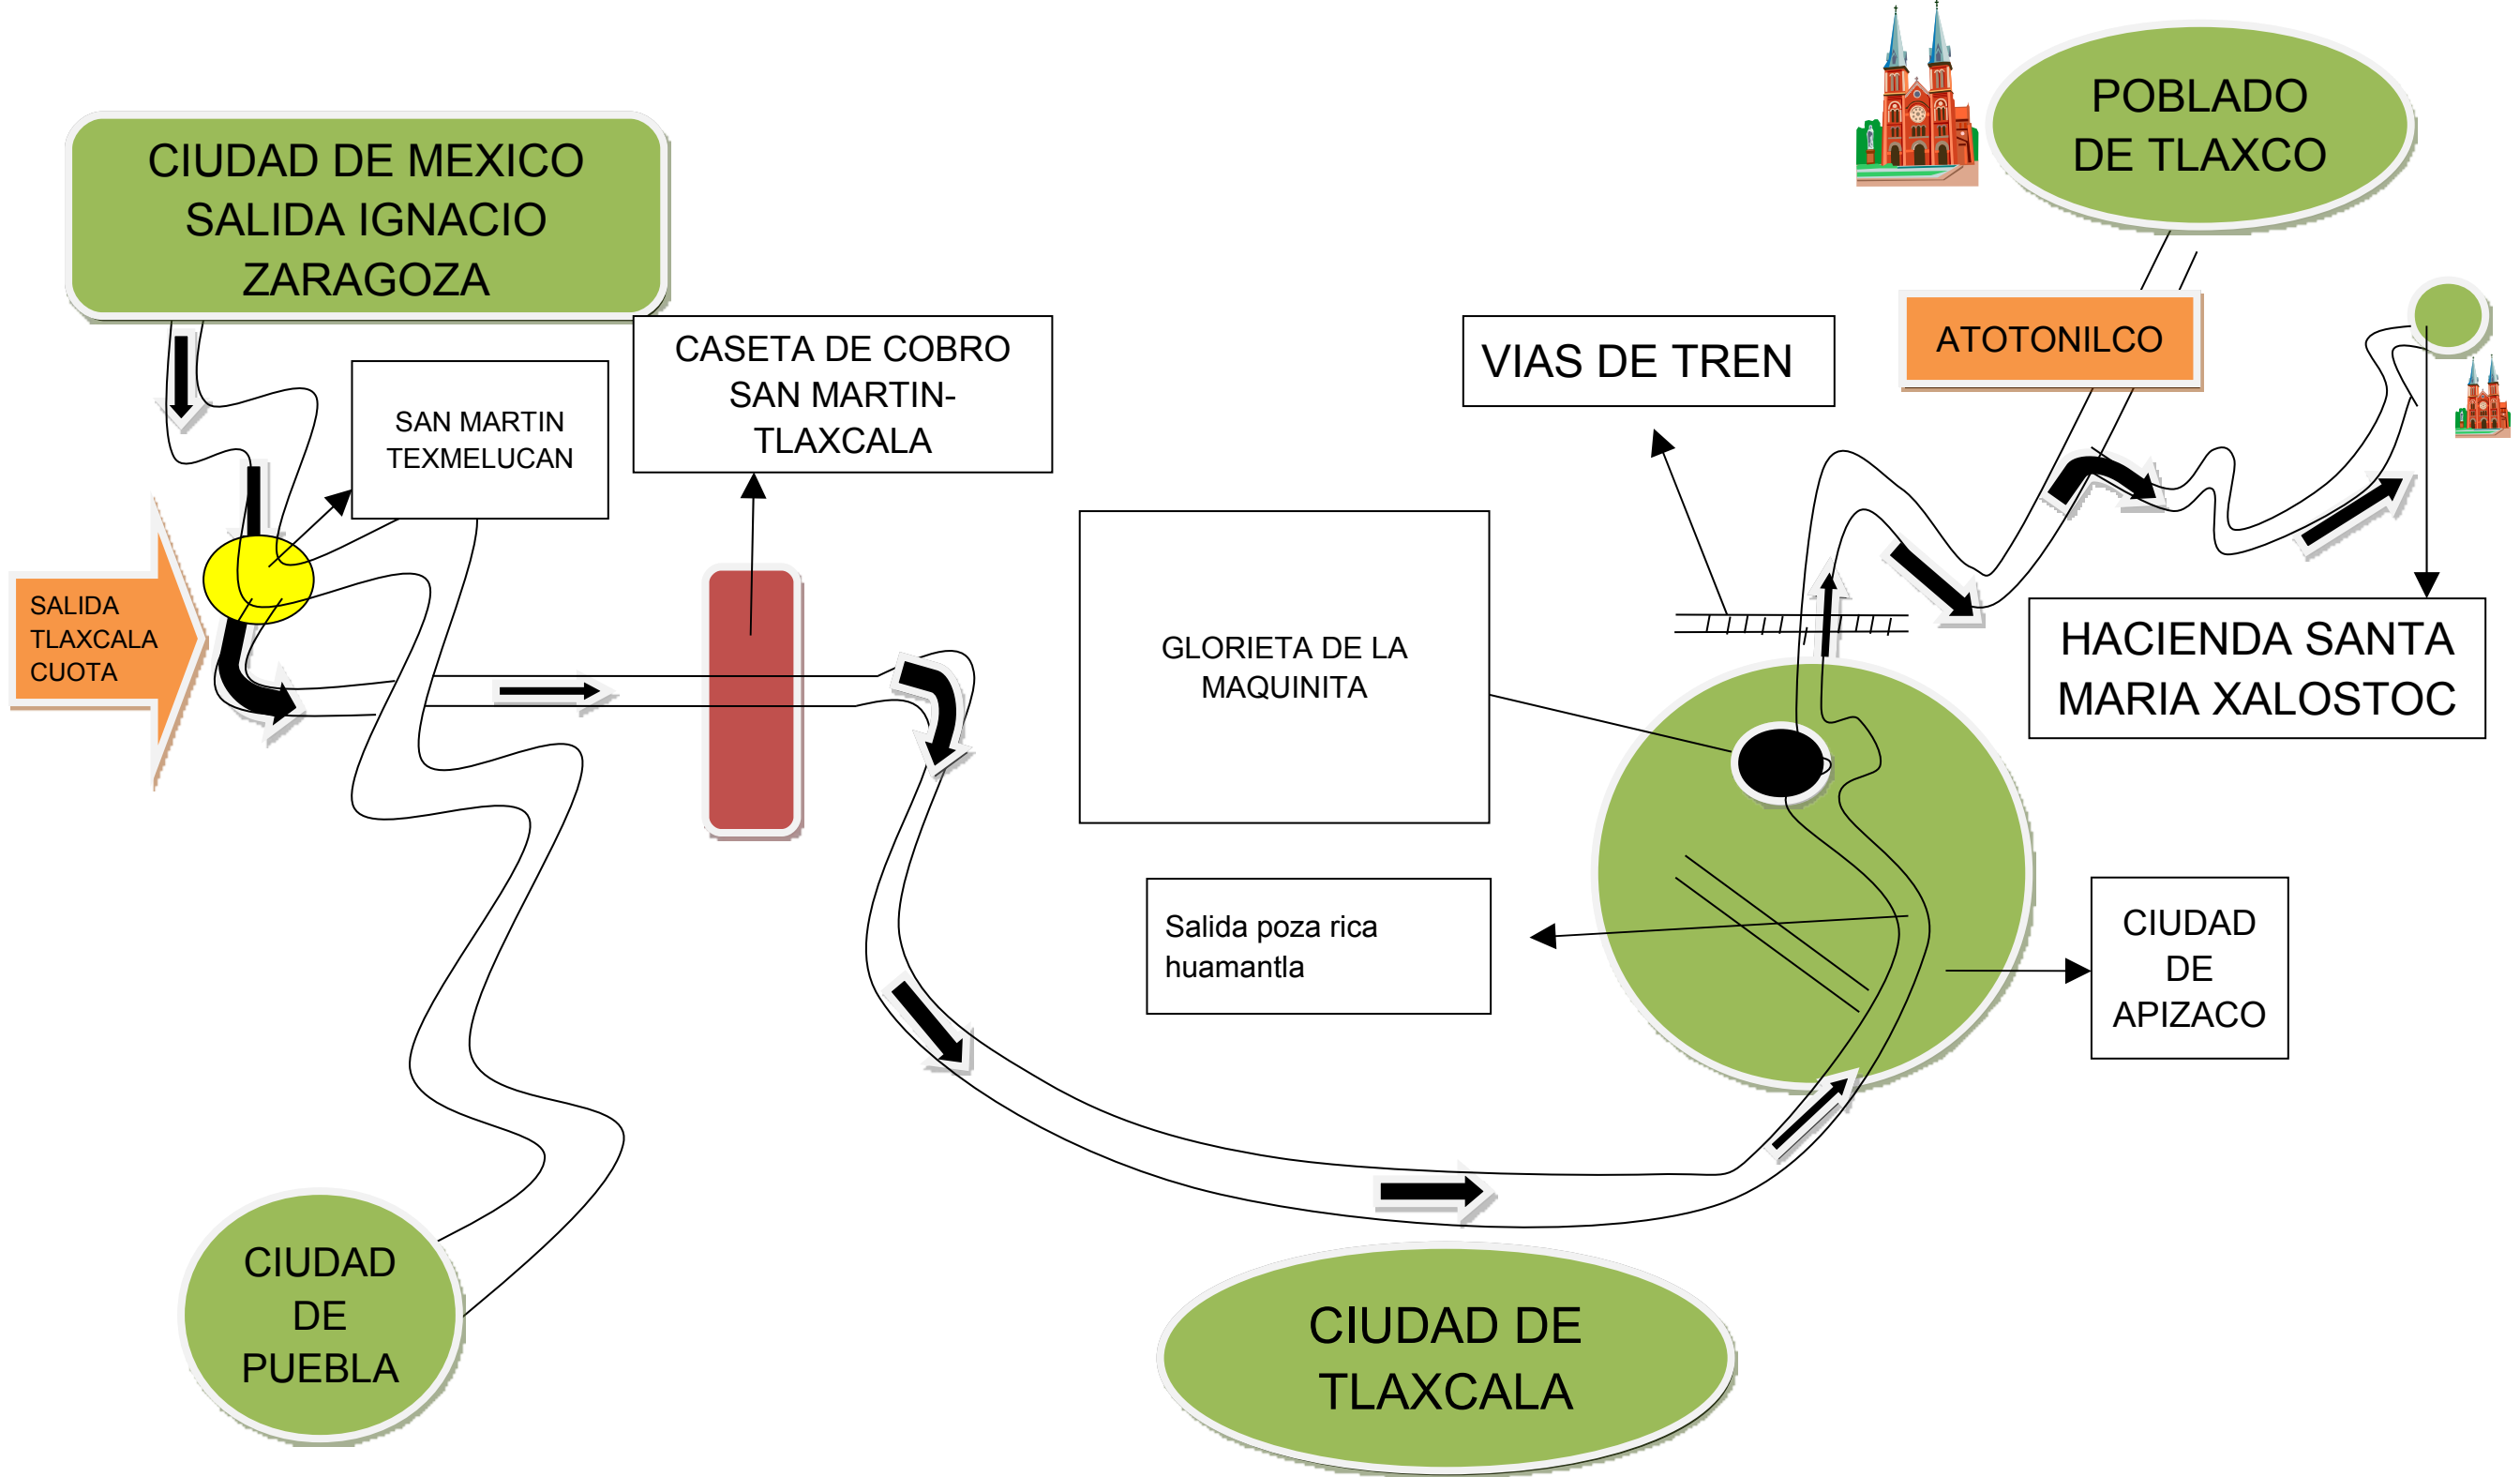 POBLADO
DE TLAXCO
CIUDAD DE MEXICO
SALIDA IGNACIO
ZARAGOZA
CASETA DE COBRO
SAN MARTIN-
TLAXCALA
VIAS DE TREN
ATOTONILCO
SAN MARTIN
TEXMELUCAN
SALIDA
TLAXCALA
CUOTA
GLORIETA DE LA
MAQUINITA
HACIENDA SANTA
MARIA XALOSTOC
Salida poza rica
huamantla
CIUDAD
DE
APIZACO
CIUDAD
DE
PUEBLA
CIUDAD DE
TLAXCALA